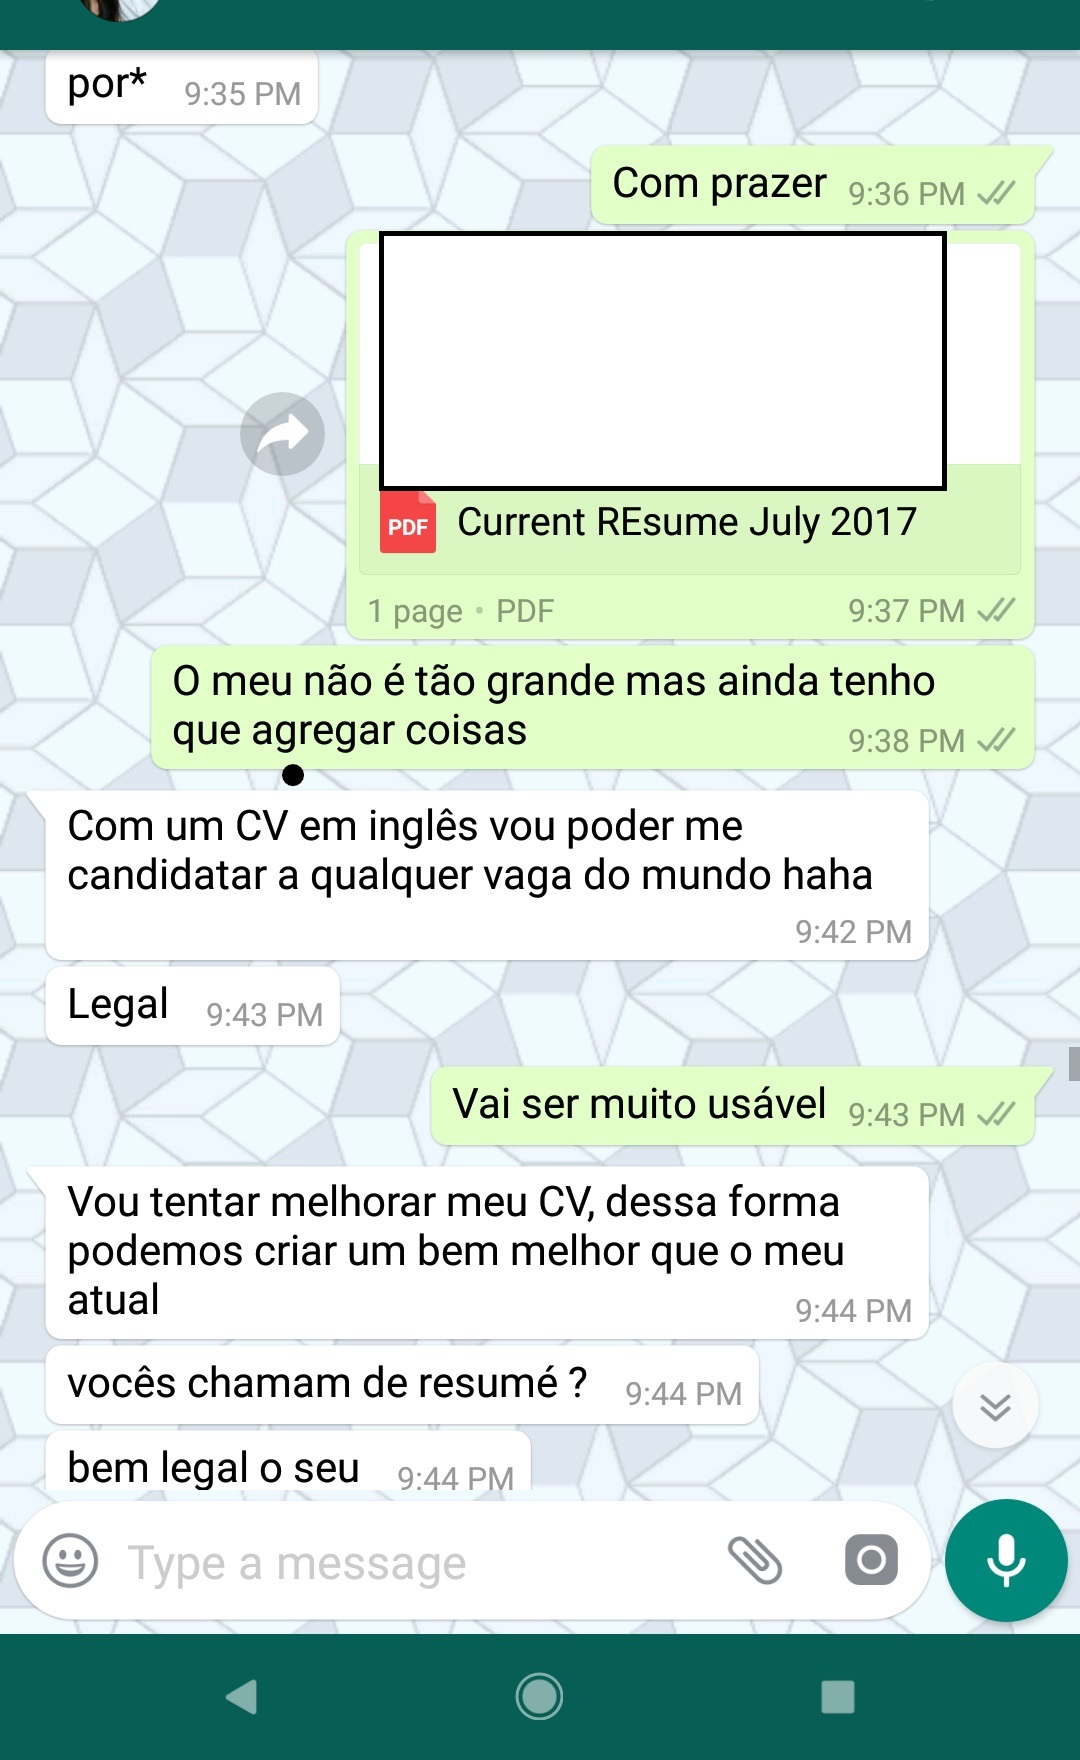 por* 9:35 PM
Com prazer 9:36 PM
PDF Current REsume July 2017
1 page • PDF 9:37 PM
O meu não é tão grande mas ainda tenho
que agregar coisas 9:38 PM
Com um CV em inglês vou poder me
candidatar a qualquer vaga do mundo haha
9:42 PM
Legal 9:43 PM
Vai ser muito usável 9:43 PM
Vou tentar melhorar meu CV, dessa forma
podemos criar um bem melhor que o meu
atual 9:44 PM
vocês chamam de resumé ? 9:44 PM
bem legal o seu 9:44 PM
Type a message